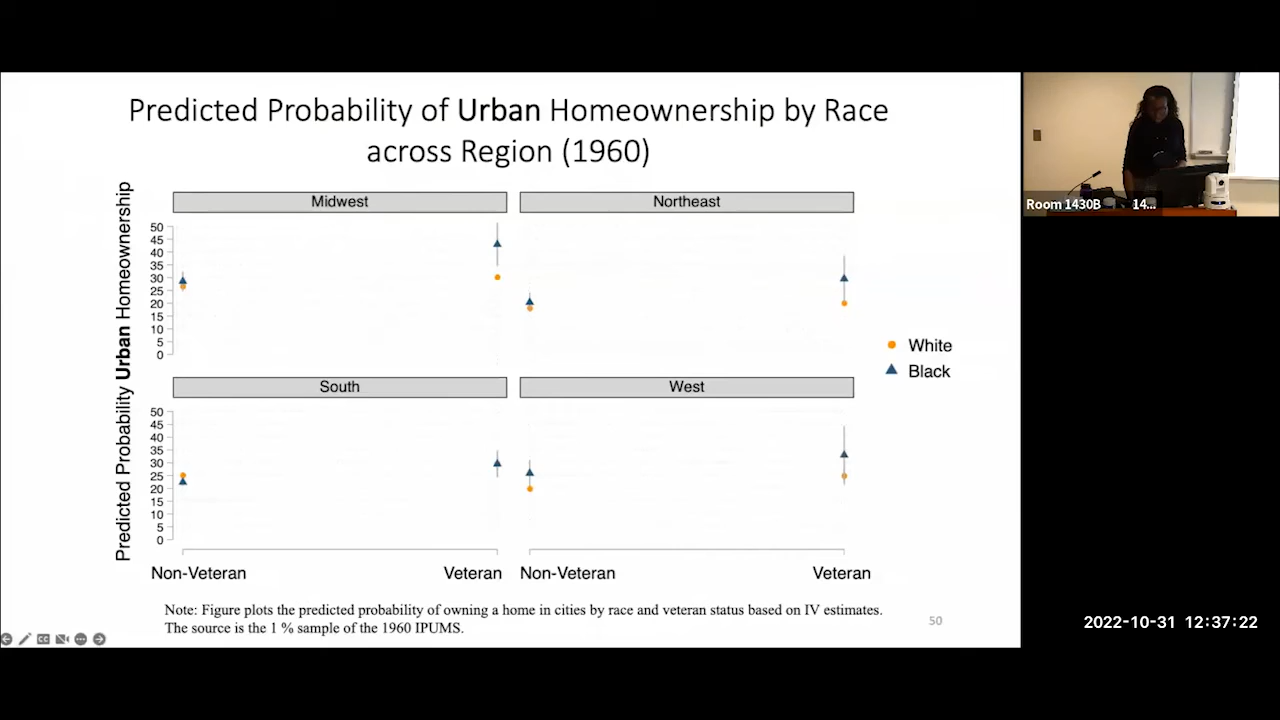 Predicted Probability of Urban Homeownership by Race
across Region (1960)
Predicted Probability Urban Homeownership
Midwest
Northeast
50
45
40
35
30
25
20
15
10
5
0
White
Black
South
West
50
45
40
35
30
25
20
15
10
5
0
Non-Veteran
Veteran
Non-Veteran
Veteran
Note: Figure plots the predicted probability of owning a home in cities by race and veteran status based on IV estimates.
The source is the 1 % sample of the 1960 IPUMS.
50
Room 1430B
14...
2022-10-31 12:37:22